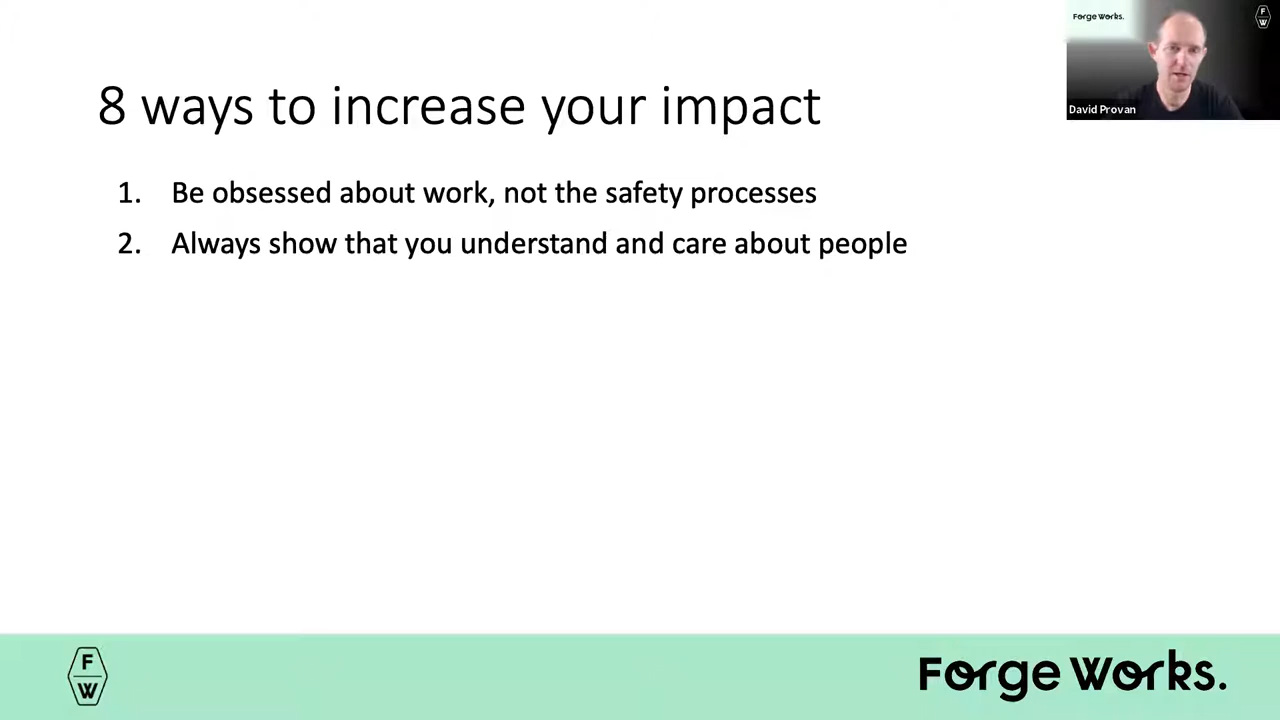 Forge Works.
F
W
David Provan
8 ways to increase your impact
1. Be obsessed about work, not the safety processes
2. Always show that you understand and care about people
F
W
Forge Works.